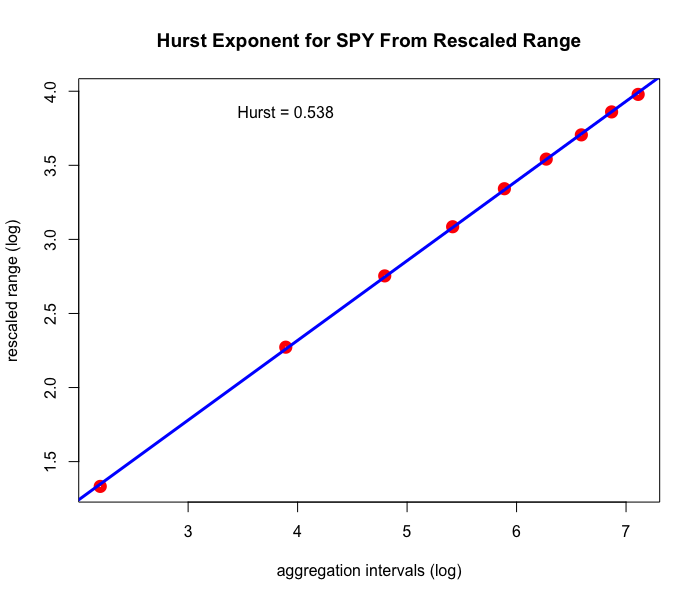 Hurst Exponent for SPY From Rescaled Range
Hurst = 0.538
rescaled range (log)
4.0
3.5
3.0
2.5
2.0
1.5
3 4 5 6 7
aggregation intervals (log)